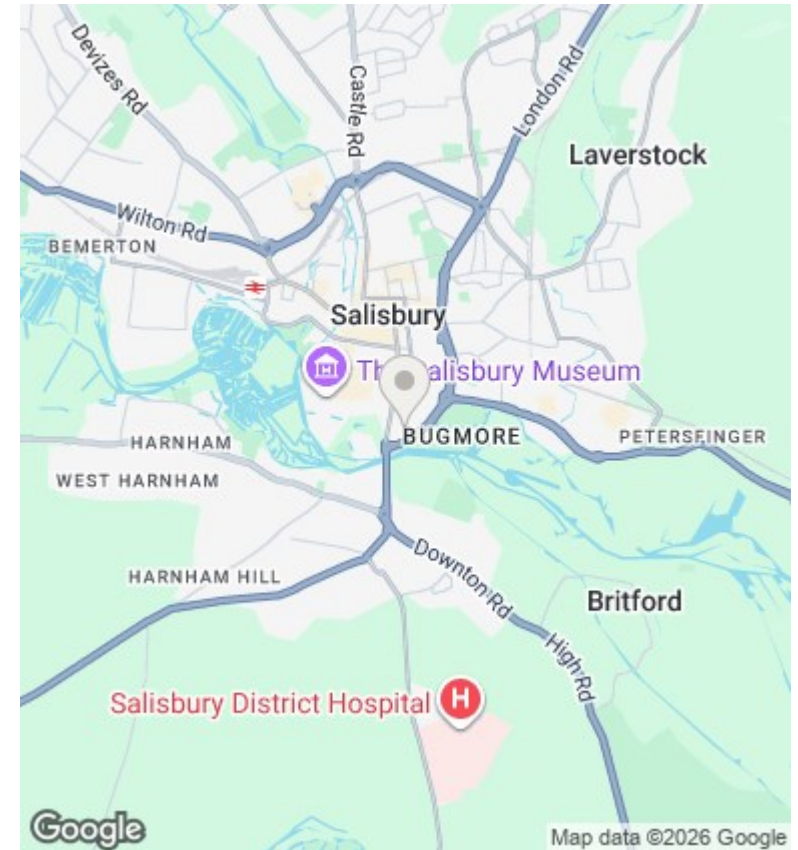 Devizes Rd
Castle Rd
London Rd
Laverstock
Wilton Rd
BEMERTON
Salisbury
The Salisbury Museum
HARNHAM
BUGMORE
PETERSFINGER
WEST HARNHAM
HARNHAM HILL
Downton Rd
Britford
High Rd
Salisbury District Hospital
H
Google
Map data ©2026 Google